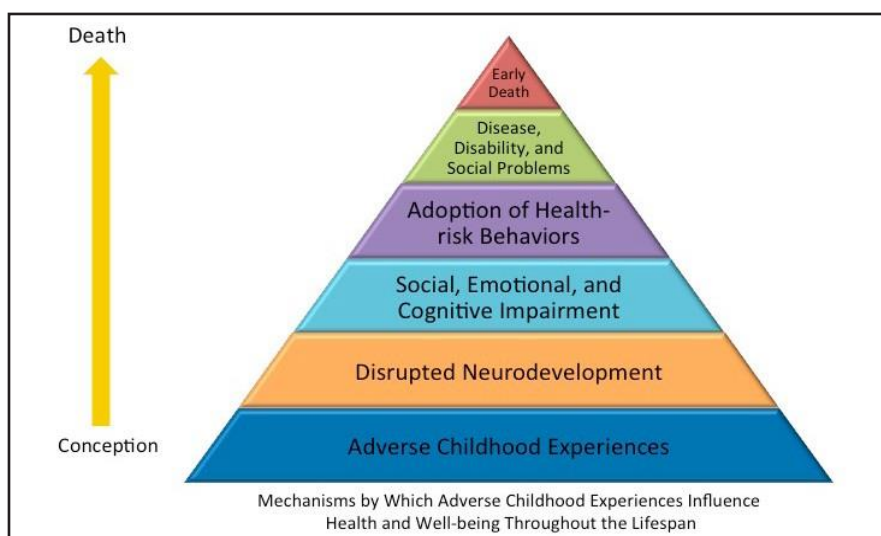 Death
Early
Death
Disease,
Disability, and
Social Problems
Adoption of Health-
risk Behaviors
Social, Emotional, and
Cognitive Impairment
Disrupted Neurodevelopment
Conception
Adverse Childhood Experiences
Mechanisms by Which Adverse Childhood Experiences Influence
Health and Well-being Throughout the Lifespan